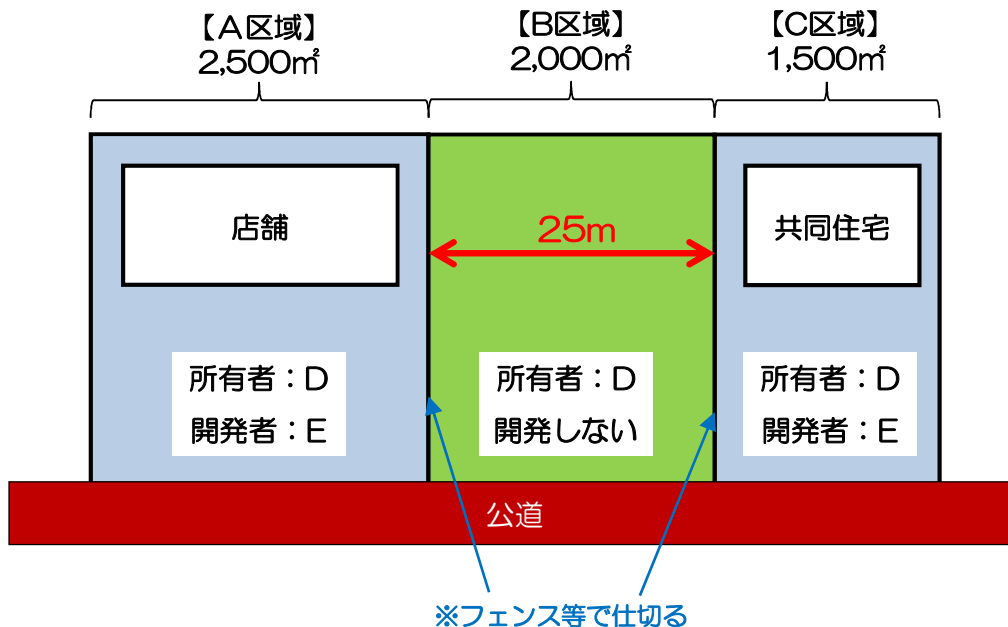 【A区域】
2,500㎡
【B区域】
2,000㎡
【C区域】
1,500㎡
店舗
25m
共同住宅
所有者：D
開発者：E
所有者：D
開発しない
所有者：D
開発者：E
公道
※フェンス等で仕切る